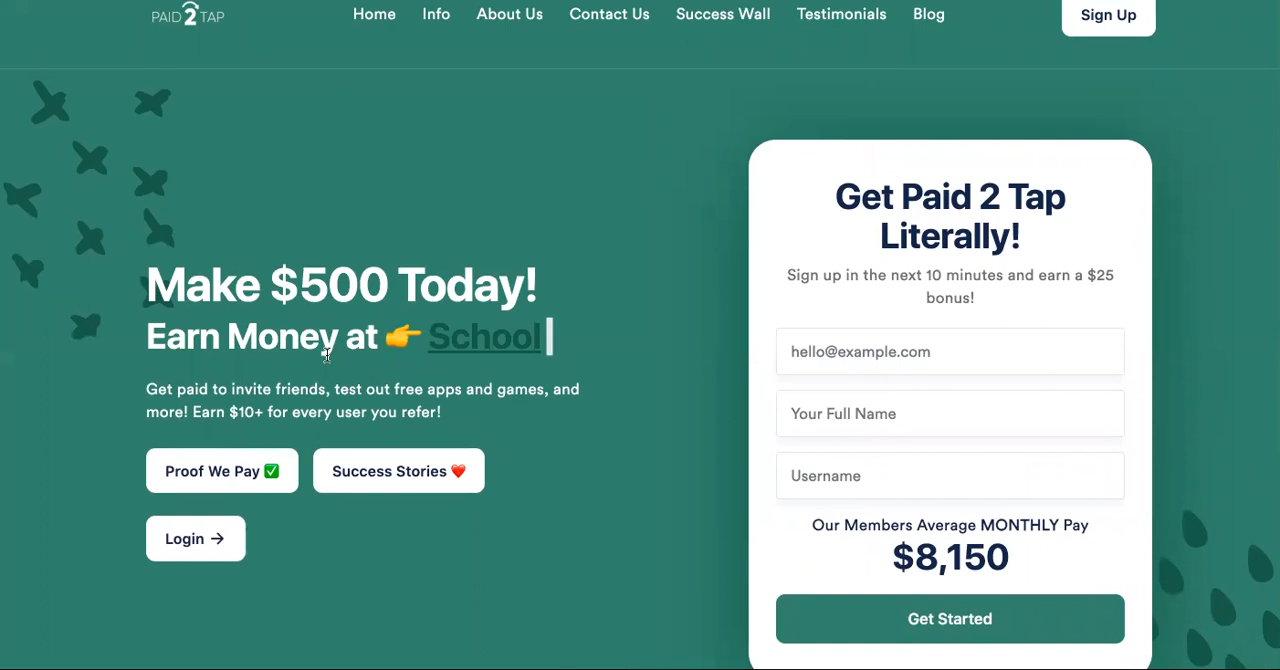 PAID 2 TAP
Home Info About Us Contact Us Success Wall Testimonials Blog
Sign Up
Make $500 Today!
Earn Money at 👉 School
Get paid to invite friends, test out free apps and games, and
more! Earn $10+ for every user you refer!
Proof We Pay ✅ Success Stories ❤️
Login →
Get Paid 2 Tap
Literally!
Sign up in the next 10 minutes and earn a $25
bonus!
hello@example.com
Your Full Name
Username
Our Members Average MONTHLY Pay
$8,150
Get Started